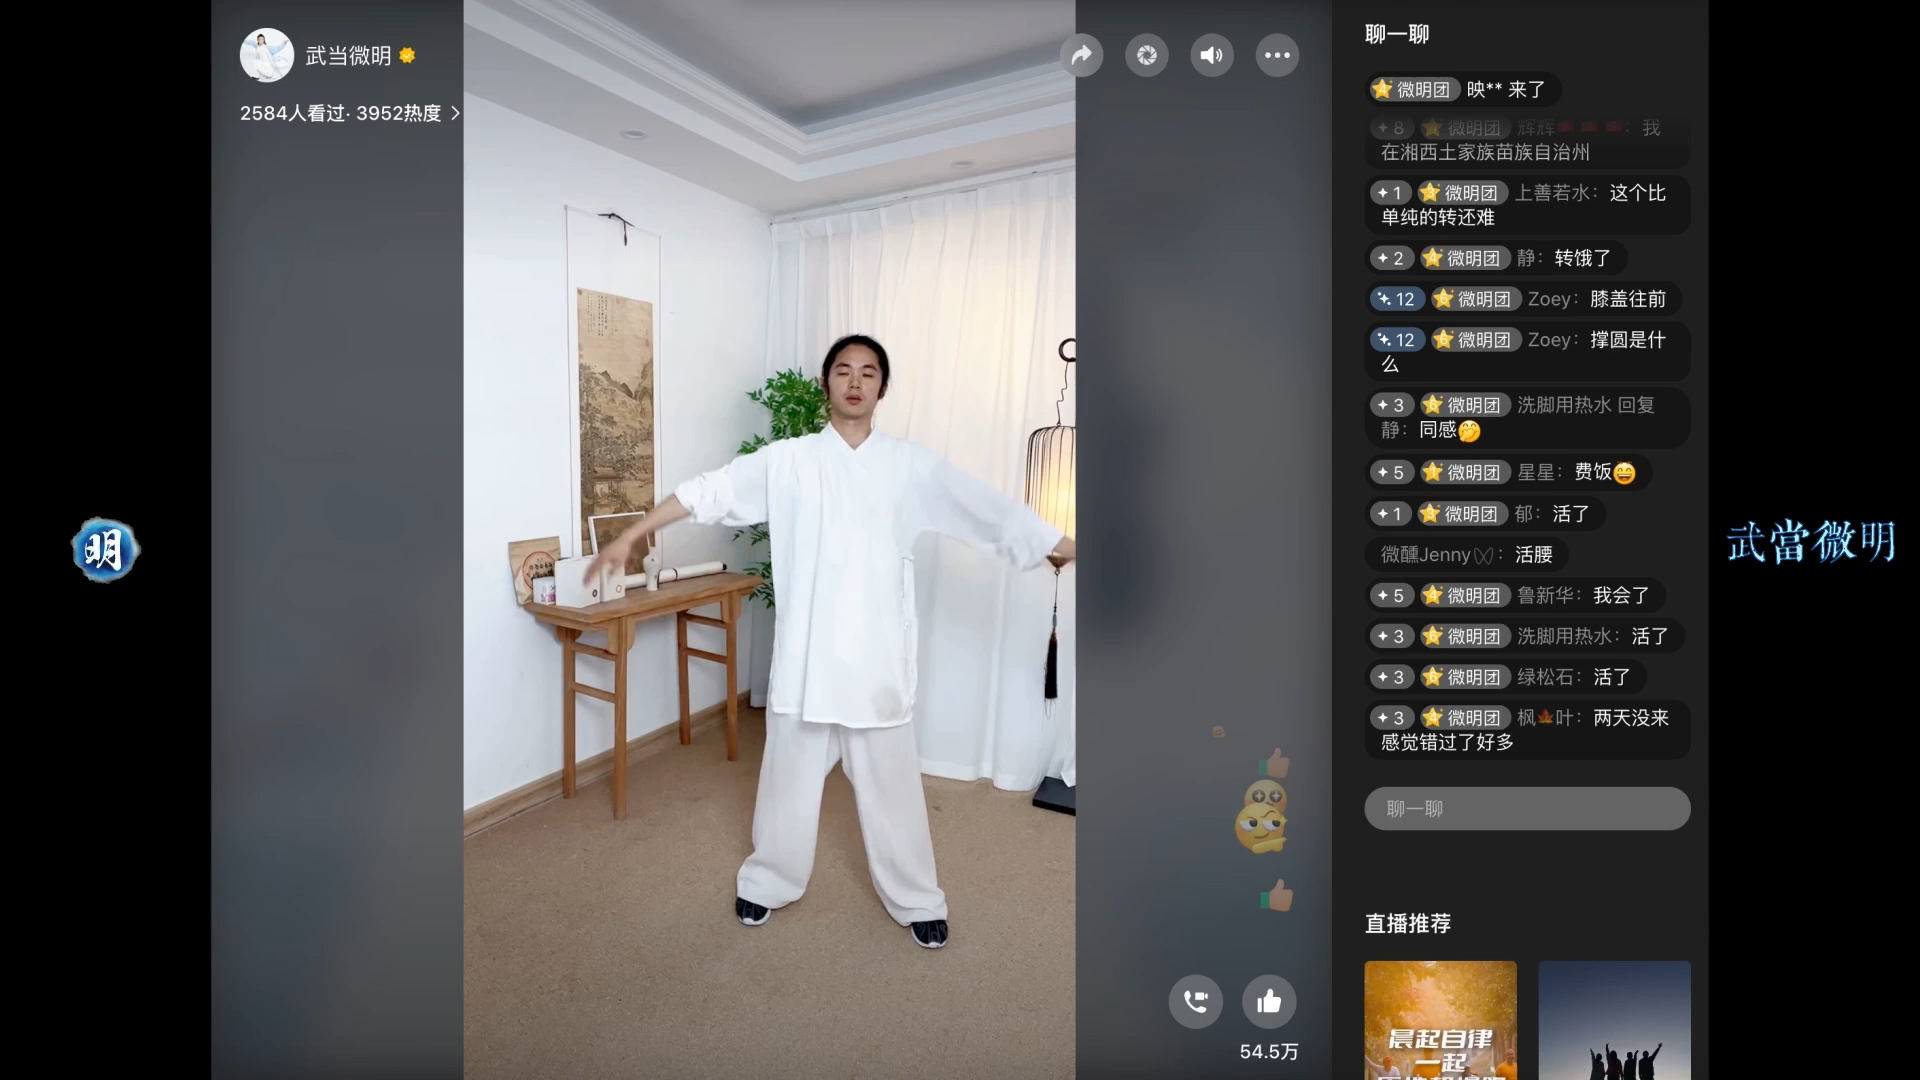 武当微明
2584人看过· 3952热度
明
54.5万
聊一聊
微明团 映** 来了
8 微明团 辉辉：我
在湘西土家族苗族自治州
1 微明团 上善若水：这个比
单纯的转还难
2 微明团 静：转饿了
12 微明团 Zoey：膝盖往前
12 微明团 Zoey：撑圆是什
么
3 微明团 洗脚用热水 回复
静：同感
5 微明团 星星：费饭
1 微明团 郁：活了
微醺Jenny：活腰
5 微明团 鲁新华：我会了
3 微明团 洗脚用热水：活了
3 微明团 绿松石：活了
3 微明团 枫叶：两天没来
感觉错过了好多
聊一聊
直播推荐
晨起自律
一起
武當微明